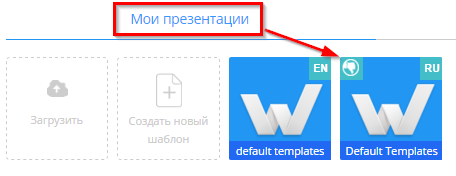 Мои презентации
EN
RU
Загрузить
Создать новый
шаблон
default templates
Default Templates